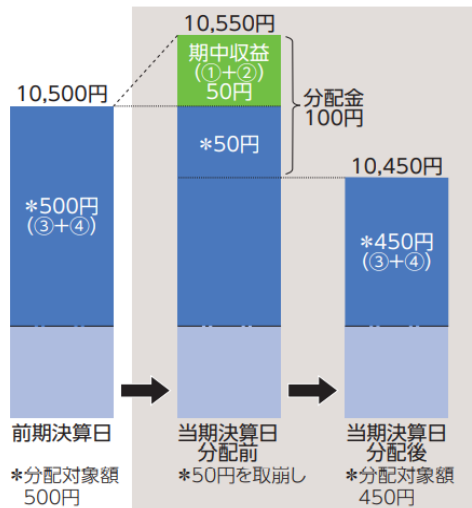 10,550円
期中収益
(①+②)
50円
10,500円
分配金
100円
*50円
10,450円
*500円
(③+④)
*450円
(③+④)
前期決算日
当期決算日
分配前
当期決算日
分配後
*分配対象額
500円
*50円を取崩し
*分配対象額
450円